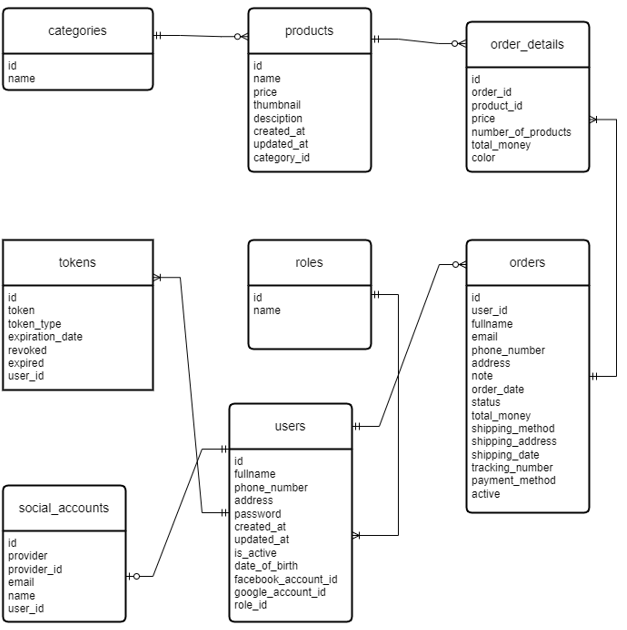 categories
id
name
products
id
name
price
thumbnail
desciption
created_at
updated_at
category_id
order_details
id
order_id
product_id
price
number_of_products
total_money
color
tokens
id
token
token_type
expiration_date
revoked
expired
user_id
roles
id
name
orders
id
user_id
fullname
email
phone_number
address
note
order_date
status
total_money
shipping_method
shipping_address
shipping_date
tracking_number
payment_method
active
users
id
fullname
phone_number
address
password
created_at
updated_at
is_active
date_of_birth
facebook_account_id
google_account_id
role_id
social_accounts
id
provider
provider_id
email
name
user_id